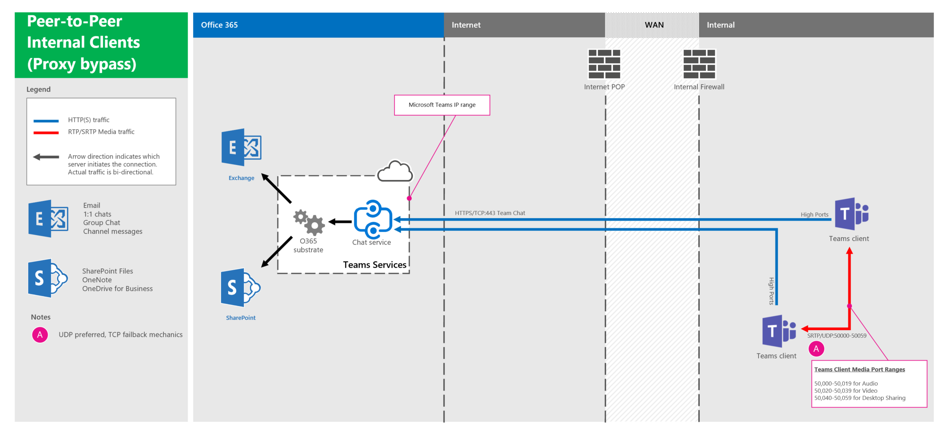 Peer-to-Peer
Internal Clients
(Proxy bypass)
Legend
HTTP(S) traffic
RTP/SRTP Media traffic
Arrow direction indicates which
server initiates the connection.
Actual traffic is bi-directional.
E
Email
1:1 chats
Group Chat
Channel messages
S
SharePoint Files
OneNote
OneDrive for Business
Notes
A
UDP preferred, TCP failback mechanics
Office 365
Internet
WAN
Internal
Internet POP
Internal Firewall
Microsoft Teams IP range
E
Exchange
O365
substrate
Chat service
Teams Services
S
SharePoint
HTTPS/TCP:443 Team Chat
High Ports
T
Teams client
High Ports
T
Teams client
SRTP/UDP:50000-50059
A
Teams Client Media Port Ranges
50,000-50,019 for Audio
50,020-50,039 for Video
50,040-50,059 for Desktop Sharing